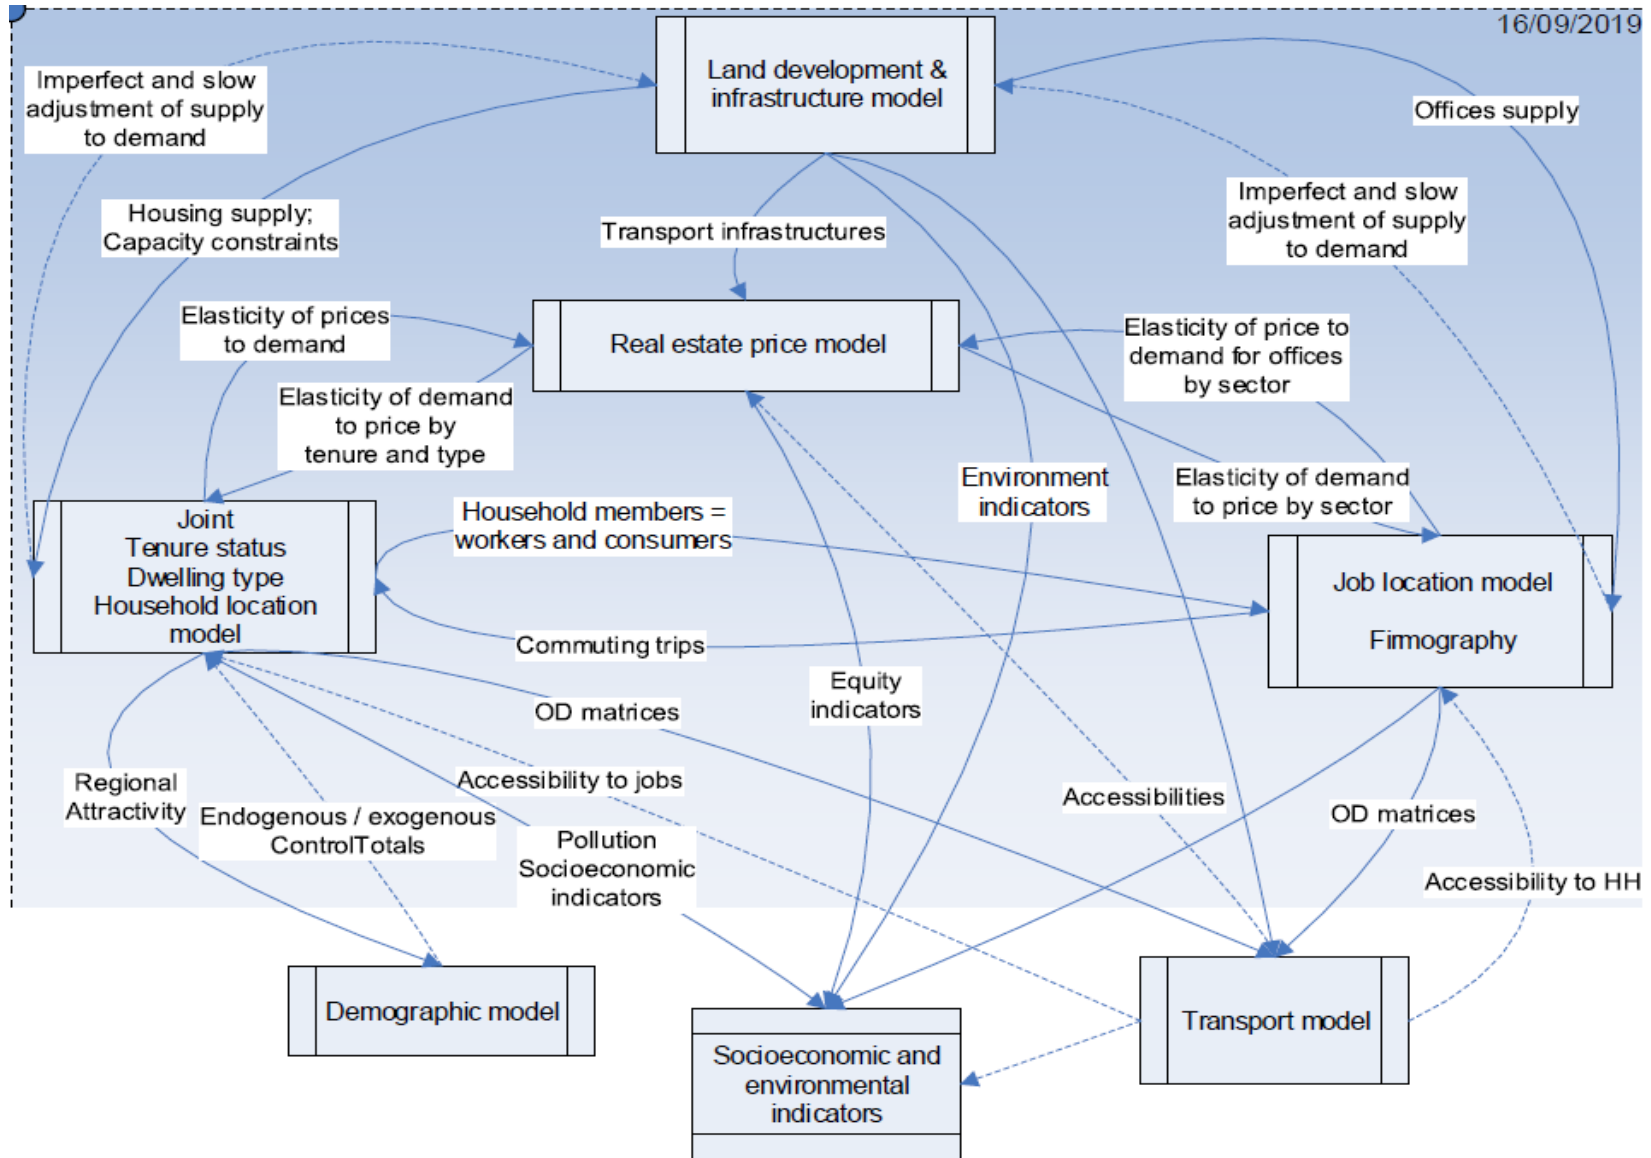 16/09/2019
Land development &
infrastructure model
Imperfect and slow
adjustment of supply
to demand
Offices supply
Housing supply;
Capacity constraints
Transport infrastructures
Imperfect and slow
adjustment of supply
to demand
Elasticity of prices
to demand
Real estate price model
Elasticity of price to
demand for offices
by sector
Elasticity of demand
to price by
tenure and type
Environment
indicators
Elasticity of demand
to price by sector
Joint
Tenure status
Dwelling type
Household location
model
Household members =
workers and consumers
Job location model
Firmography
Commuting trips
Equity
indicators
OD matrices
Regional
Attractivity
Accessibility to jobs
Accessibilities
OD matrices
Endogenous / exogenous
ControlTotals
Pollution
Socioeconomic
indicators
Accessibility to HH
Demographic model
Socioeconomic and
environmental
indicators
Transport model